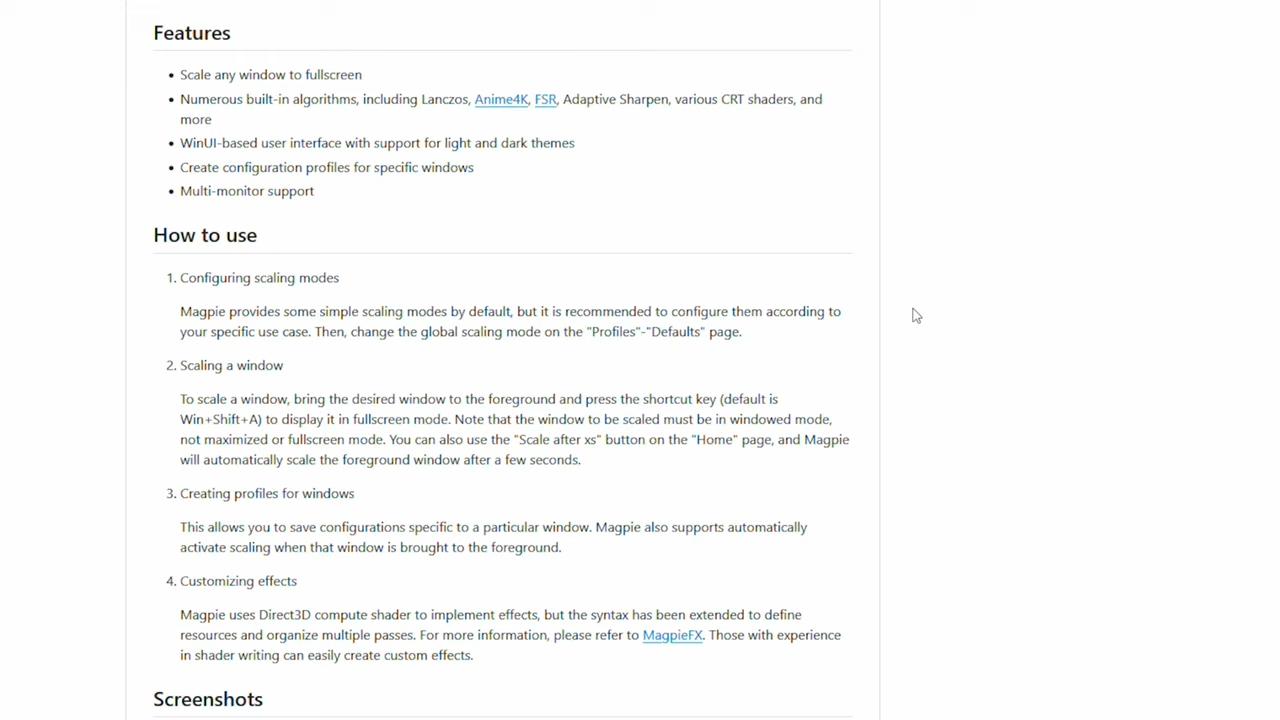 Features
• Scale any window to fullscreen
• Numerous built-in algorithms, including Lanczos, Anime4K, FSR, Adaptive Sharpen, various CRT shaders, and
more
• WinUI-based user interface with support for light and dark themes
• Create configuration profiles for specific windows
• Multi-monitor support
How to use
1. Configuring scaling modes
Magpie provides some simple scaling modes by default, but it is recommended to configure them according to
your specific use case. Then, change the global scaling mode on the "Profiles"-"Defaults" page.
2. Scaling a window
To scale a window, bring the desired window to the foreground and press the shortcut key (default is
Win+Shift+A) to display it in fullscreen mode. Note that the window to be scaled must be in windowed mode,
not maximized or fullscreen mode. You can also use the "Scale after xs" button on the "Home" page, and Magpie
will automatically scale the foreground window after a few seconds.
3. Creating profiles for windows
This allows you to save configurations specific to a particular window. Magpie also supports automatically
activate scaling when that window is brought to the foreground.
4. Customizing effects
Magpie uses Direct3D compute shader to implement effects, but the syntax has been extended to define
resources and organize multiple passes. For more information, please refer to MagpieFX. Those with experience
in shader writing can easily create custom effects.
Screenshots